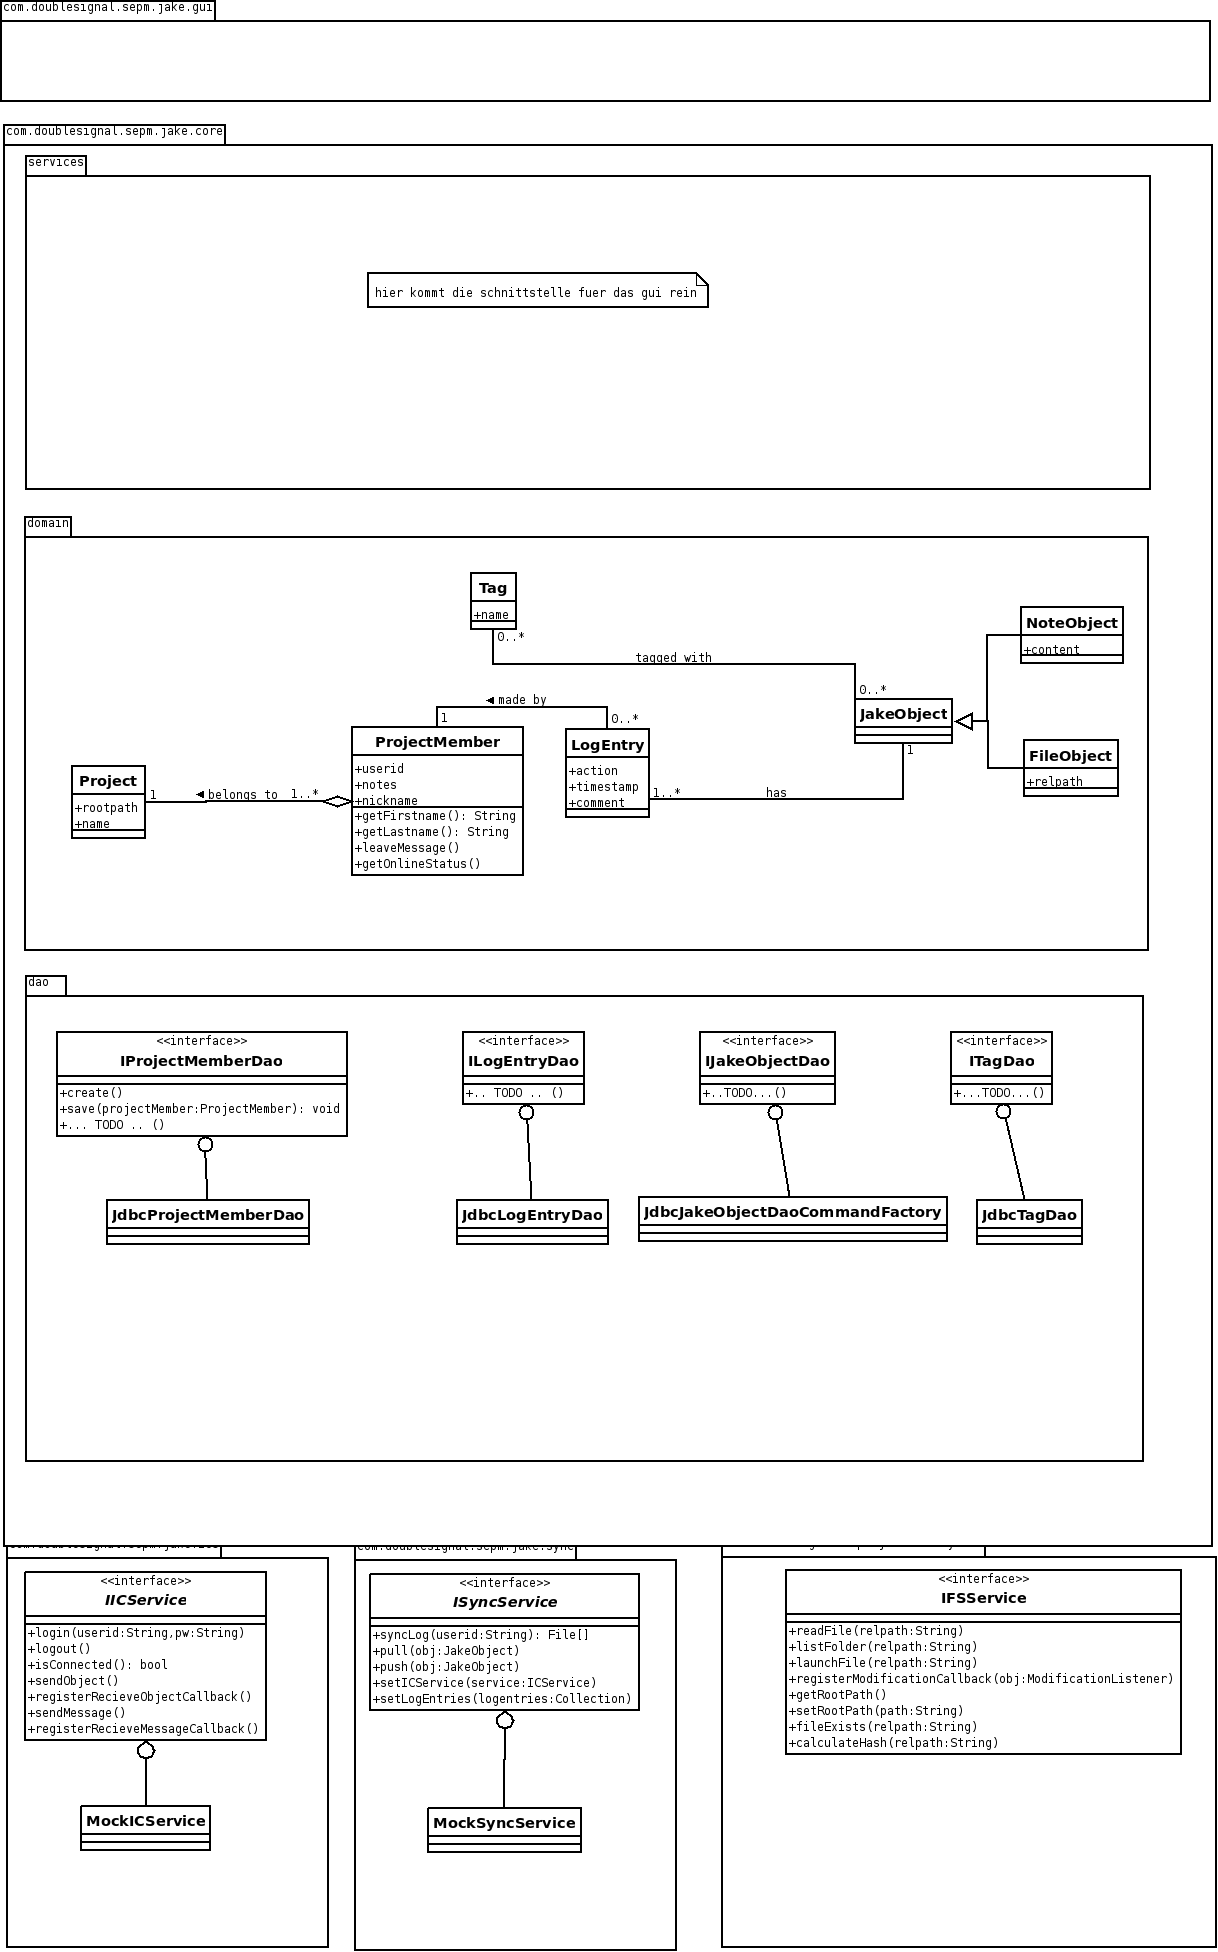 com.doublesignal.sepm.jake.gui
com.doublesignal.sepm.jake.core
services
hier kommt die schnittstelle fuer das gui rein
domain
Tag
+name
0..*
tagged with
0..*
NoteObject
+content
JakeObject
1
FileObject
+relpath
made by
1
0..*
ProjectMember
+userid
+notes
+nickname
+getFirstname(): String
+getLastname(): String
+leaveMessage()
+getOnlineStatus()
LogEntry
+action
+timestamp
+comment
1..*
has
Project
+rootpath
+name
1
belongs to
1..*
dao
<<interface>>
IProjectMemberDao
+create()
+save(projectMember:ProjectMember): void
+... TODO .. ()
<<interface>>
ILogEntryDao
+.. TODO .. ()
<<interface>>
IJakeObjectDao
+..TODO...()
<<interface>>
ITagDao
+...TODO...()
JdbcProjectMemberDao
JdbcLogEntryDao
JdbcJakeObjectDaoCommandFactory
JdbcTagDao
com.doublesignal.sepm.jake.sync
<<interface>>
IICService
+login(userid:String,pw:String)
+logout()
+isConnected(): bool
+sendObject()
+registerRecieveObjectCallback()
+sendMessage()
+registerRecieveMessageCallback()
MockICService
<<interface>>
ISyncService
+syncLog(userid:String): File[]
+pull(obj:JakeObject)
+push(obj:JakeObject)
+setICService(service:ICService)
+setLogEntries(logentries:Collection)
MockSyncService
<<interface>>
IFSService
+readFile(relpath:String)
+listFolder(relpath:String)
+launchFile(relpath:String)
+registerModificationCallback(obj:ModificationListener)
+getRootPath()
+setRootPath(path:String)
+fileExists(relpath:String)
+calculateHash(relpath:String)